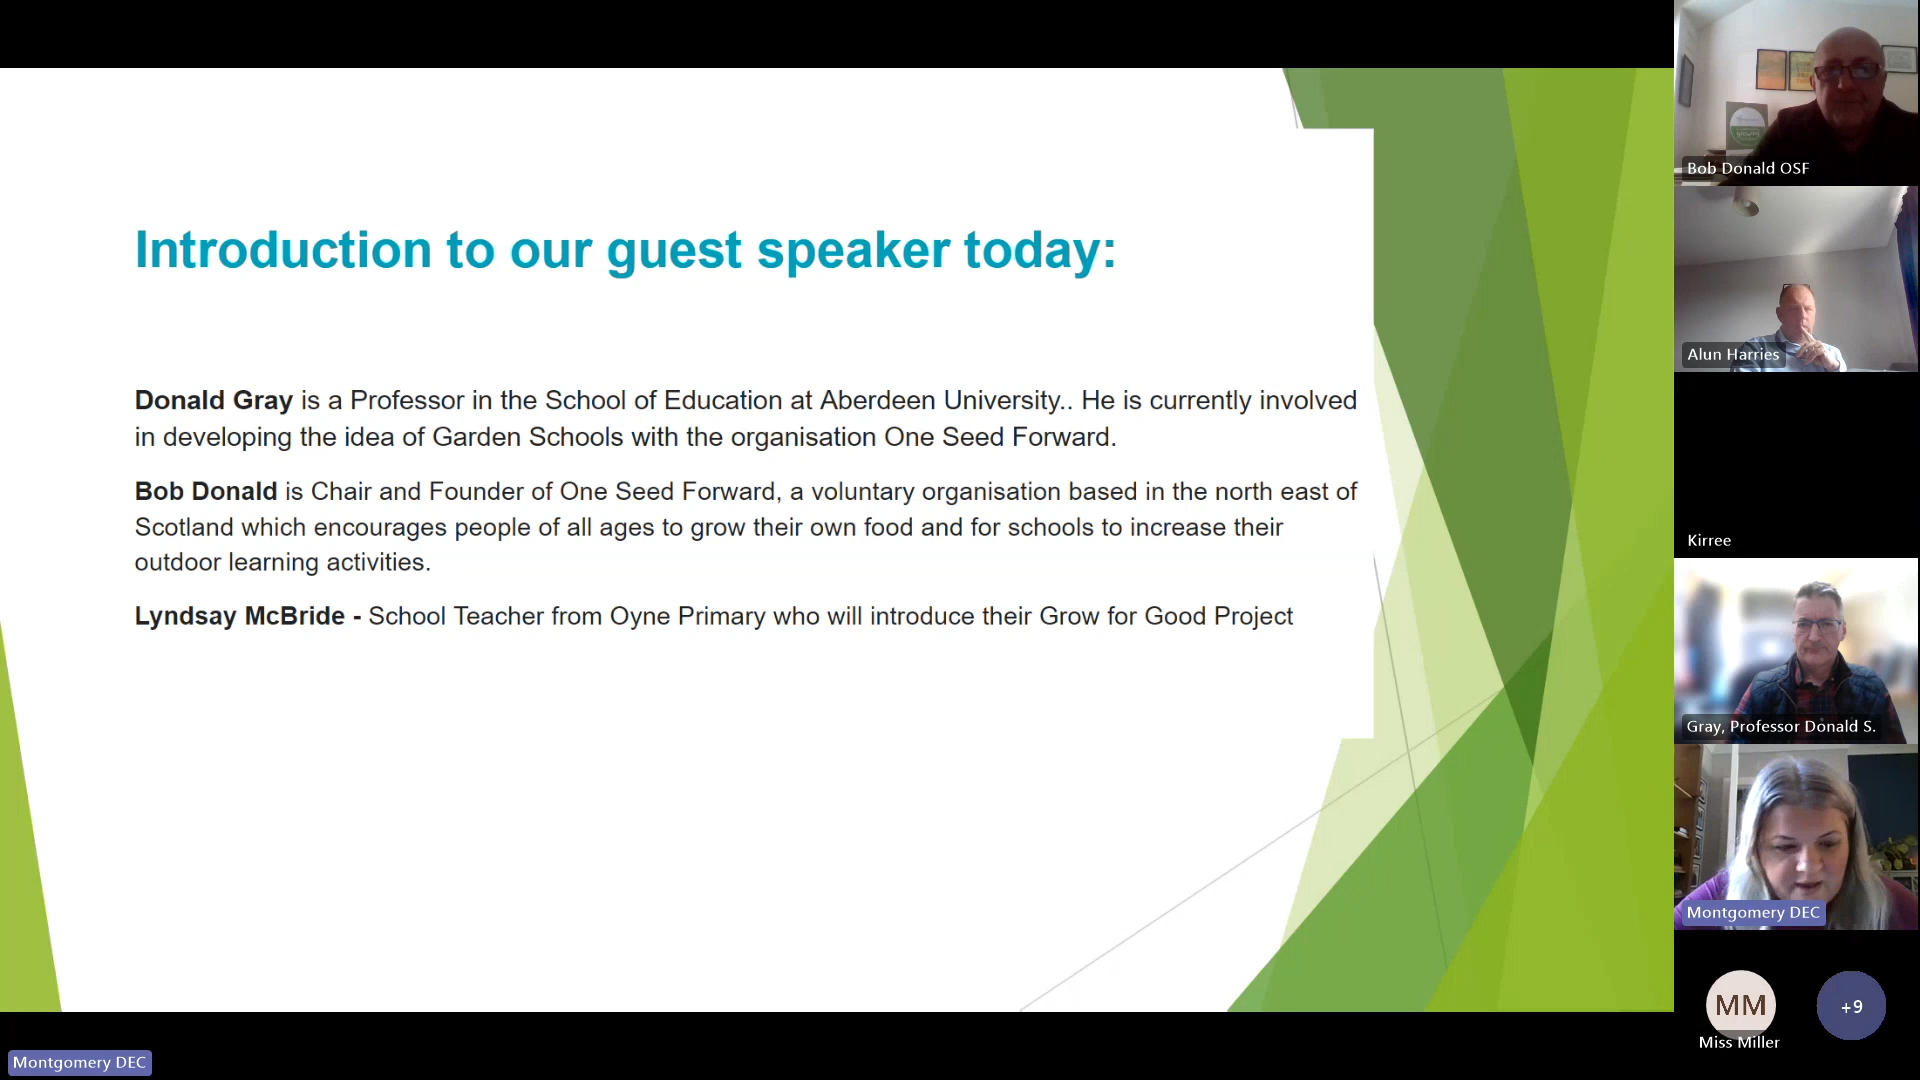 Introduction to our guest speaker today:
Donald Gray is a Professor in the School of Education at Aberdeen University.. He is currently involved
in developing the idea of Garden Schools with the organisation One Seed Forward.
Bob Donald is Chair and Founder of One Seed Forward, a voluntary organisation based in the north east of
Scotland which encourages people of all ages to grow their own food and for schools to increase their
outdoor learning activities.
Lyndsay McBride - School Teacher from Oyne Primary who will introduce their Grow for Good Project
Montgomery DEC
Bob Donald OSF
Alun Harries
Kirree
Gray, Professor Donald S.
Montgomery DEC
MM
Miss Miller
+9